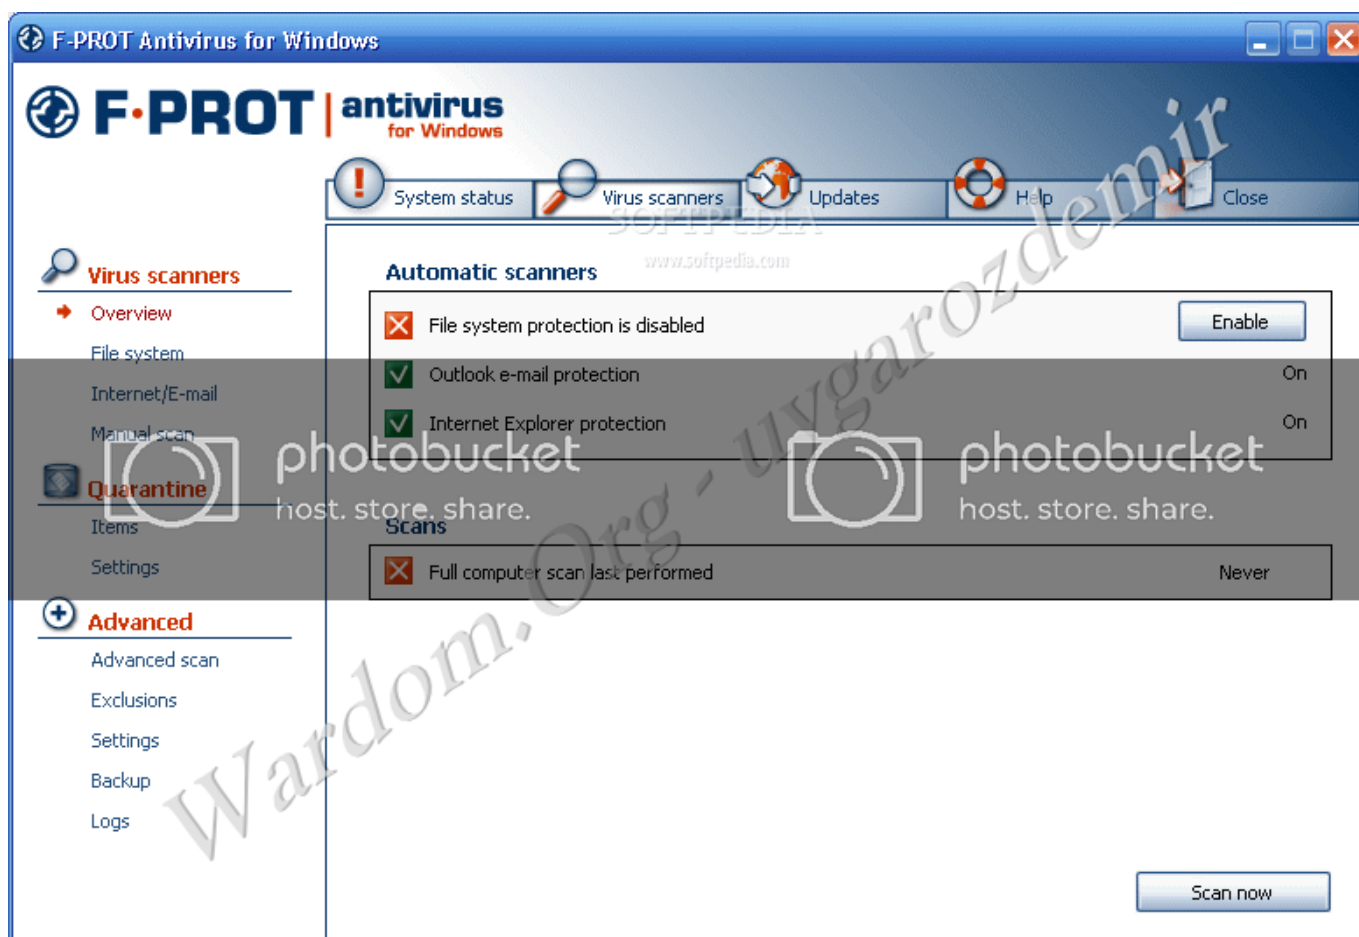 F-PROT Antivirus for Windows
F-PROT antivirus
for Windows
System status Virus scanners Updates Help Close
SOFTPEDIA
www.softpedia.com
Virus scanners
Overview
File system
Internet/E-mail
Manual scan
Quarantine
Items
Settings
Advanced
Advanced scan
Exclusions
Settings
Backup
Logs
Automatic scanners
File system protection is disabled Enable
Outlook e-mail protection On
Internet Explorer protection On
Scans
Full computer scan last performed Never
Scan now
photobucket
host. store. share.
photobucket
host. store. share.
Wardom.Org - uygarozdemir